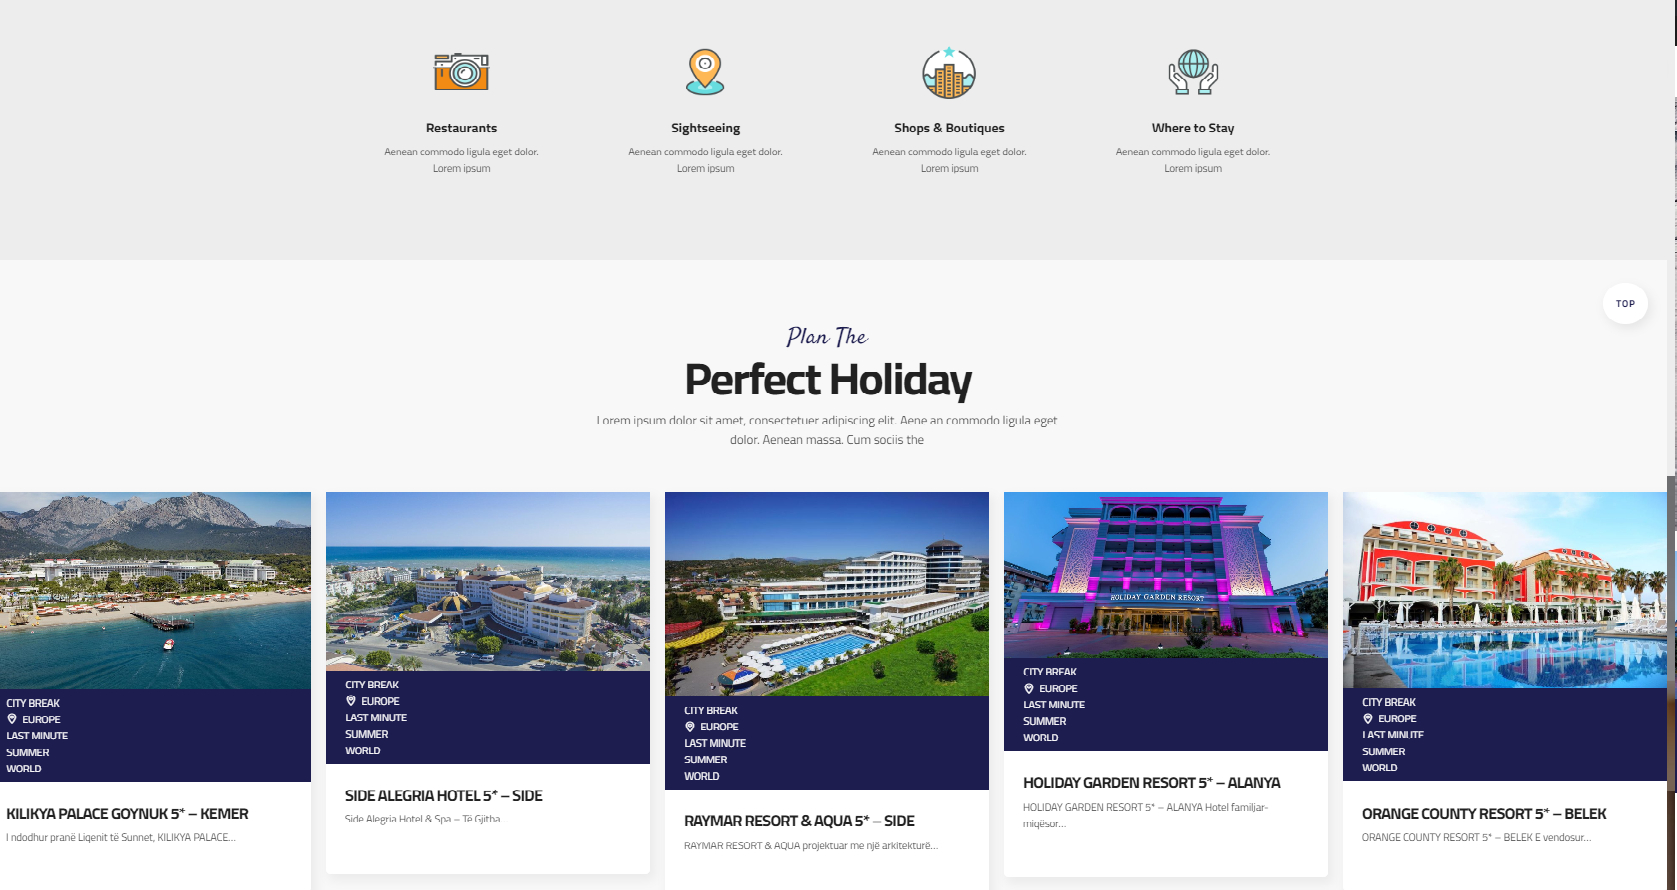 Restaurants
Aenean commodo ligula eget dolor.
Lorem ipsum
Sightseeing
Aenean commodo ligula eget dolor.
Lorem ipsum
Shops & Boutiques
Aenean commodo ligula eget dolor.
Lorem ipsum
Where to Stay
Aenean commodo ligula eget dolor.
Lorem ipsum
TOP
Plan The
Perfect Holiday
Lorem ipsum dolor sit amet, consectetuer adipiscing elit. Aene an commodo ligula eget
dolor. Aenean massa. Cum sociis the
CITY BREAK
EUROPE
LAST MINUTE
SUMMER
WORLD
KILIKYA PALACE GOYNUK 5* – KEMER
I ndodhur pranë Liqenit të Sunnet, KILIKYA PALACE...
CITY BREAK
EUROPE
LAST MINUTE
SUMMER
WORLD
SIDE ALEGRIA HOTEL 5* – SIDE
Side Alegria Hotel & Spa – Të Gjitha...
CITY BREAK
EUROPE
LAST MINUTE
SUMMER
WORLD
RAYMAR RESORT & AQUA 5* – SIDE
RAYMAR RESORT & AQUA projektuar me një arkitekturë...
HOLIDAY GARDEN RESORT
CITY BREAK
EUROPE
LAST MINUTE
SUMMER
WORLD
HOLIDAY GARDEN RESORT 5* – ALANYA
HOLIDAY GARDEN RESORT 5* – ALANYA Hotel familjar-
miqësor...
CITY BREAK
EUROPE
LAST MINUTE
SUMMER
WORLD
ORANGE COUNTY RESORT 5* – BELEK
ORANGE COUNTY RESORT 5* – BELEK E vendosur...